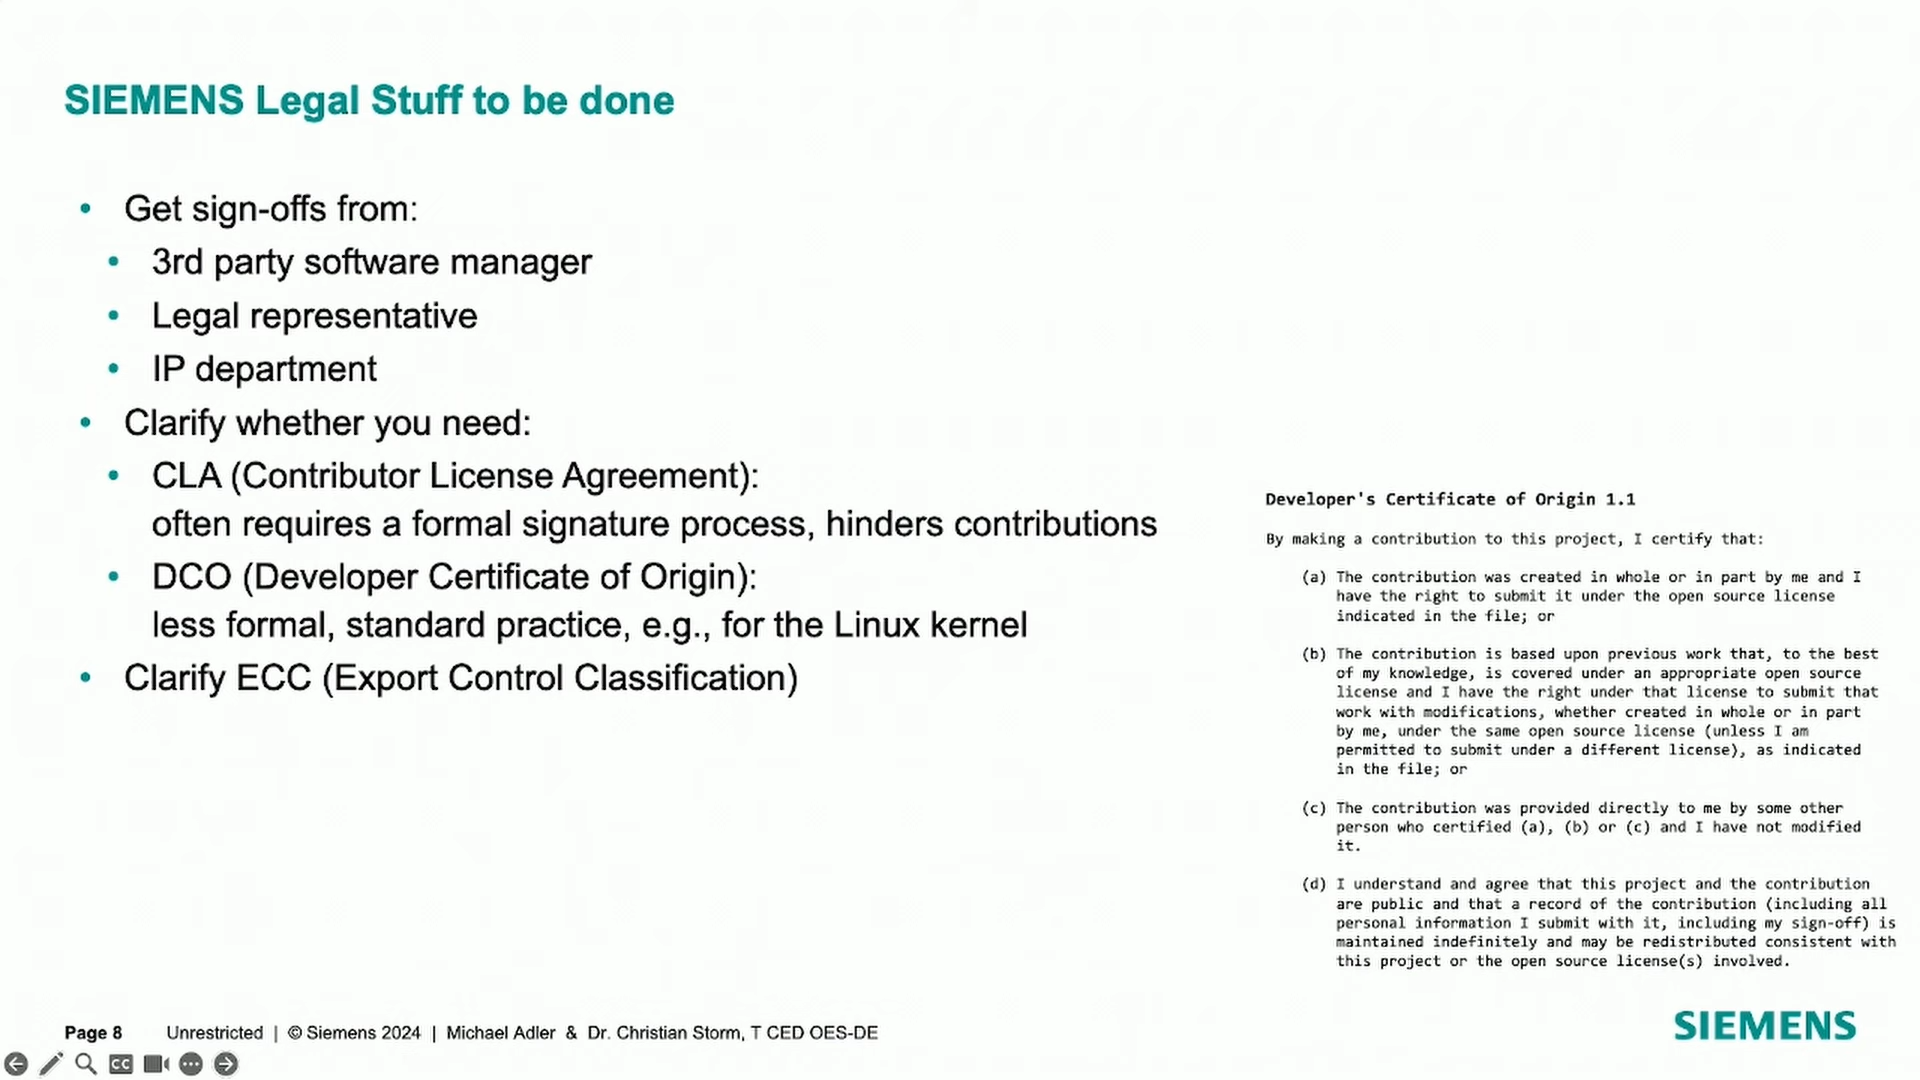 SIEMENS Legal Stuff to be done
• Get sign-offs from:
• 3rd party software manager
• Legal representative
• IP department
• Clarify whether you need:
• CLA (Contributor License Agreement):
often requires a formal signature process, hinders contributions
• DCO (Developer Certificate of Origin):
less formal, standard practice, e.g., for the Linux kernel
• Clarify ECC (Export Control Classification)
Developer's Certificate of Origin 1.1
By making a contribution to this project, I certify that:
(a) The contribution was created in whole or in part by me and I
have the right to submit it under the open source license
indicated in the file; or
(b) The contribution is based upon previous work that, to the best
of my knowledge, is covered under an appropriate open source
license and I have the right under that license to submit that
work with modifications, whether created in whole or in part
by me, under the same open source license (unless I am
permitted to submit under a different license), as indicated
in the file; or
(c) The contribution was provided directly to me by some other
person who certified (a), (b) or (c) and I have not modified
it.
(d) I understand and agree that this project and the contribution
are public and that a record of the contribution (including all
personal information I submit with it, including my sign-off) is
maintained indefinitely and may be redistributed consistent with
this project or the open source license(s) involved.
Page 8 Unrestricted | © Siemens 2024 | Michael Adler & Dr. Christian Storm, T CED OES-DE
SIEMENS
CC